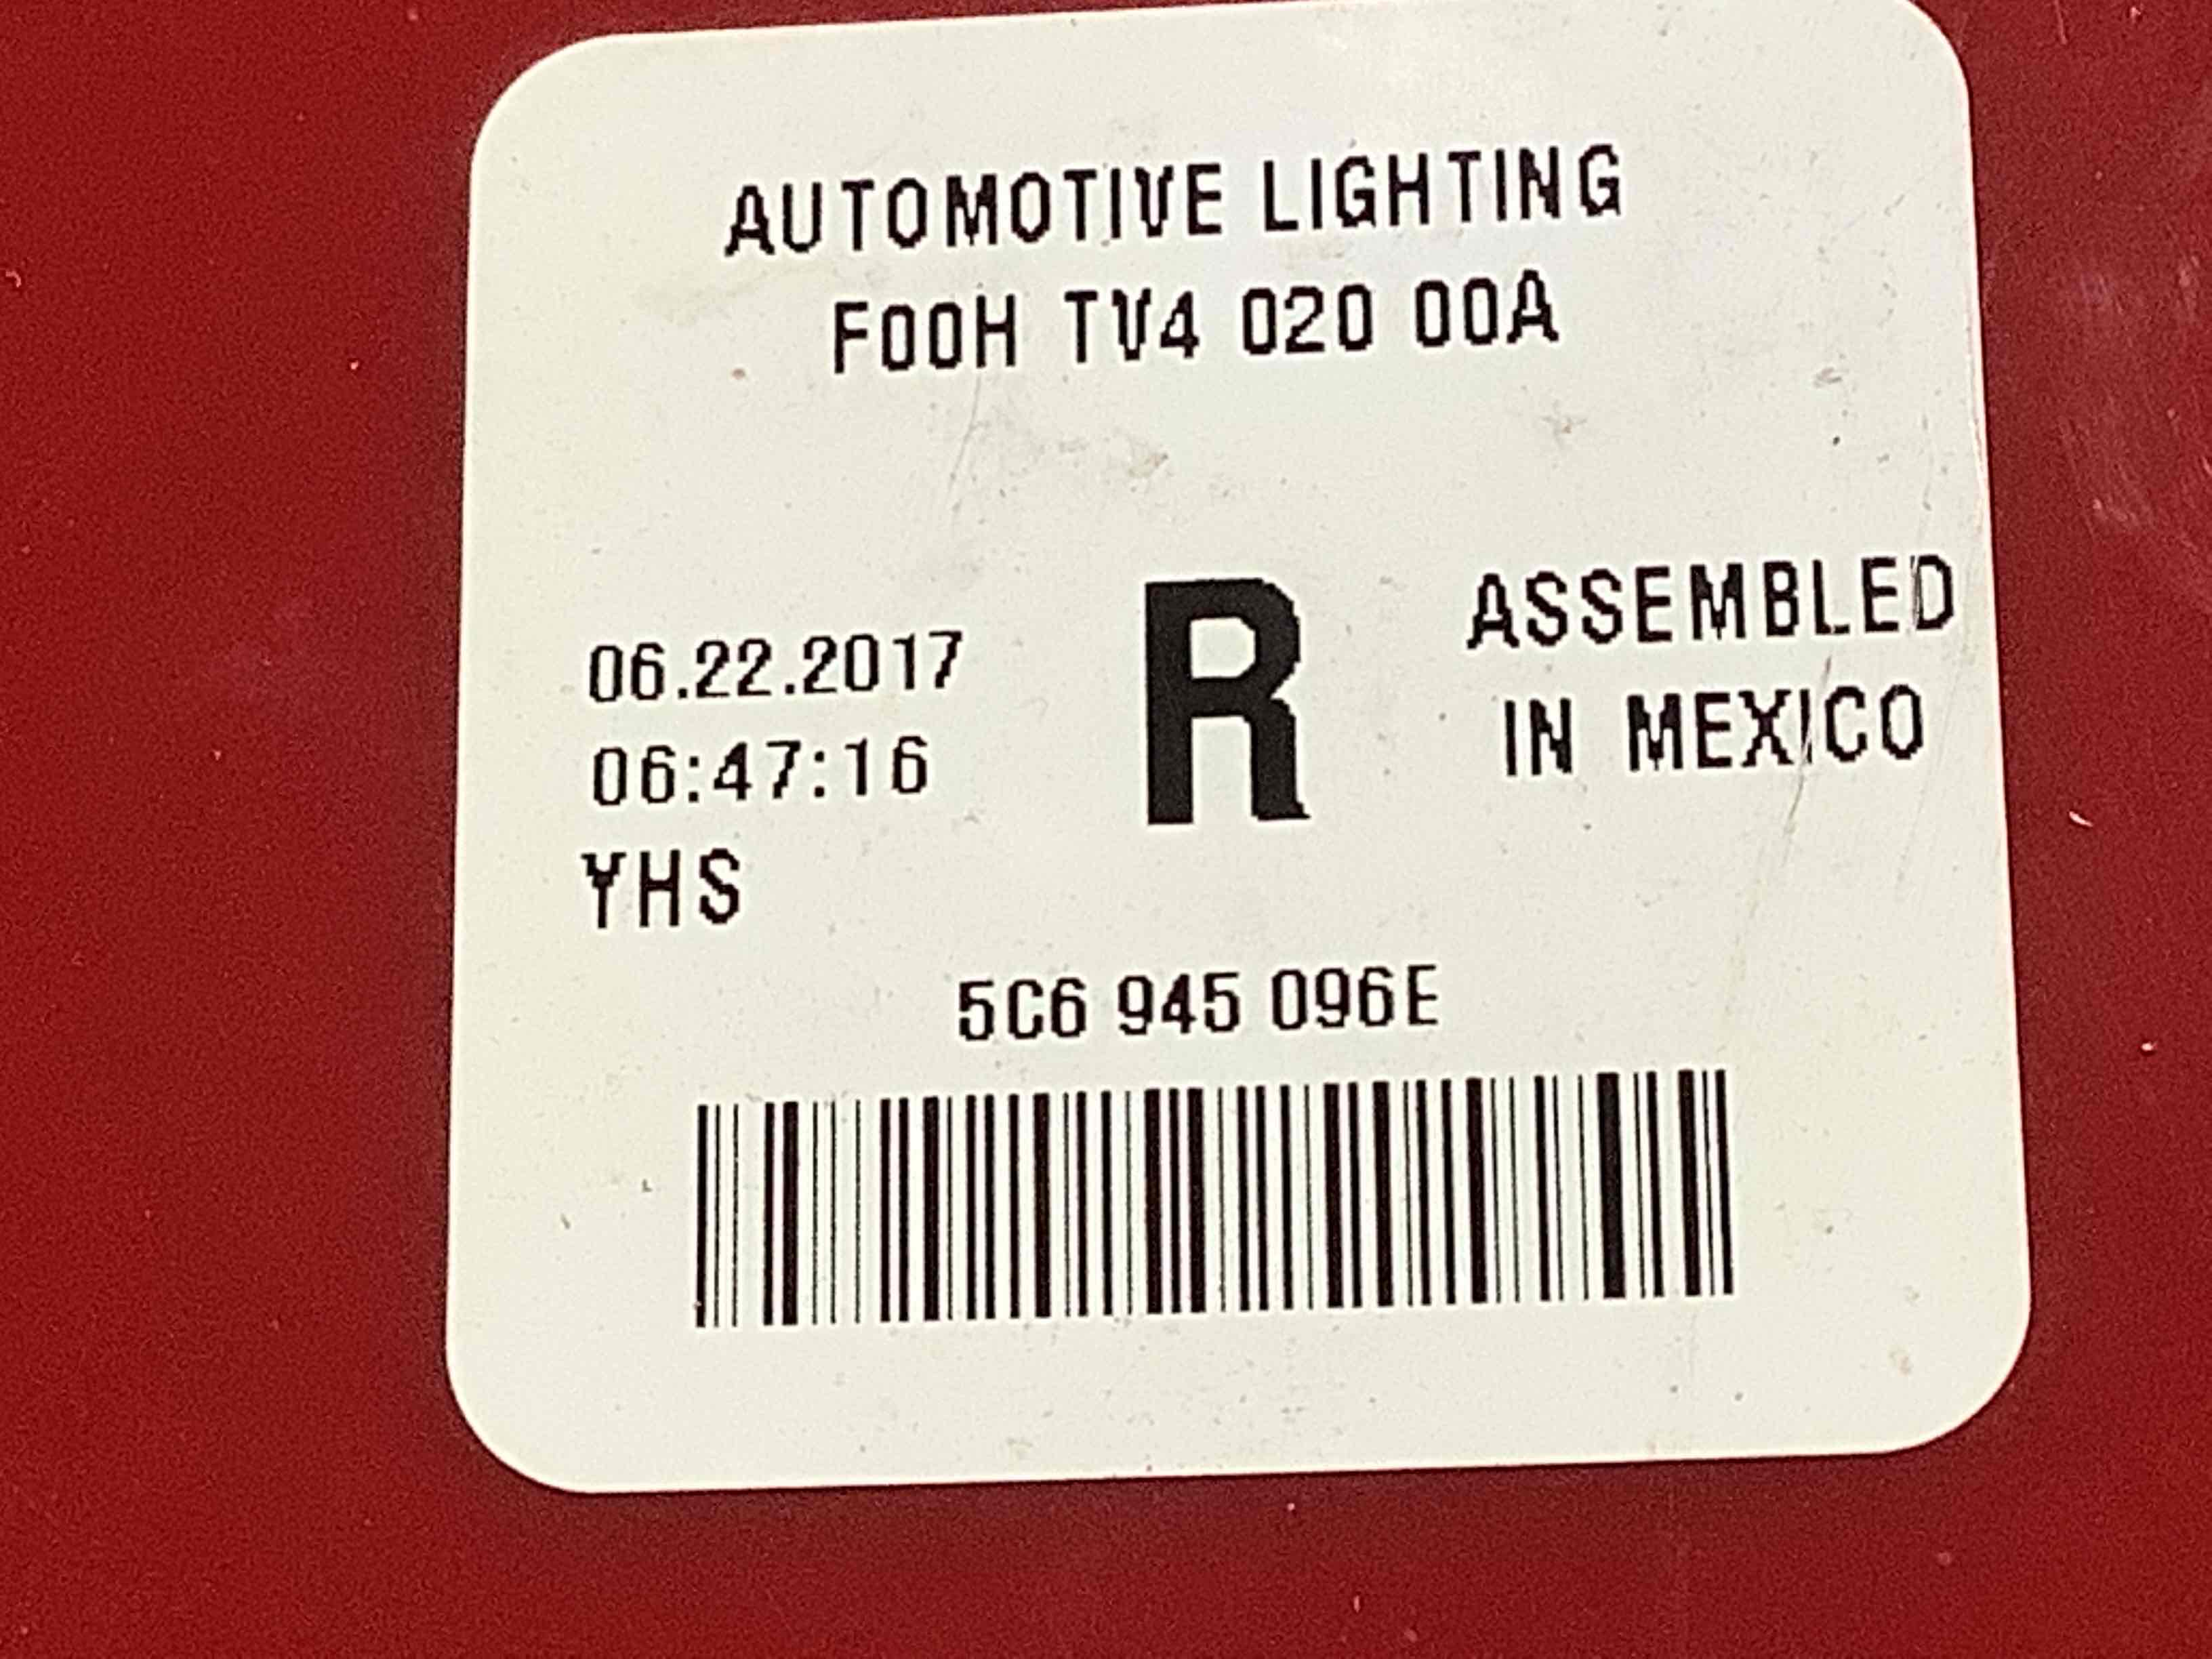 AUTOMOTIVE LIGHTING
F00H TV4 020 00A
06.22.2017
06:47:16
YHS
R
ASSEMBLED
IN MEXICO
5C6 945 096E